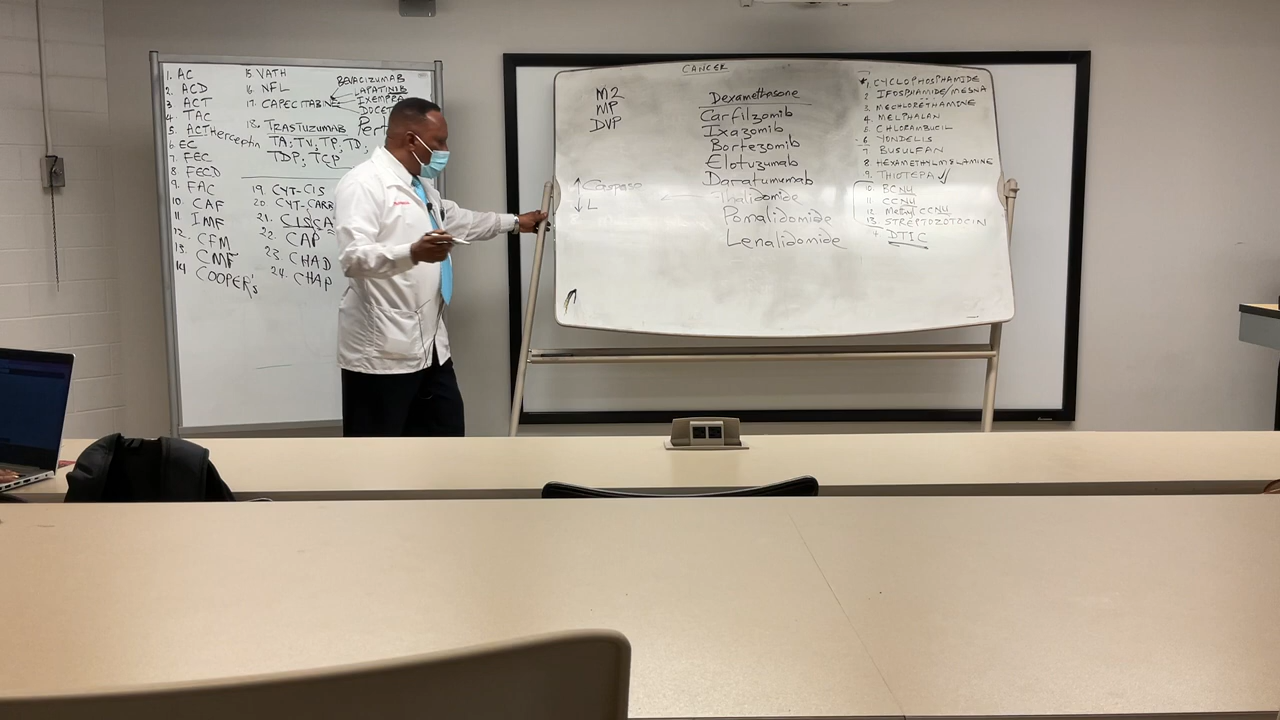 1. AC
2. ACD
3 ACT
4 TAC
5. ACTHerceptin
6. EC
7. FEC
8. FECD
9. FAC
10. CAF
11 IMF
12. CFM
13. CMF
14 COOPER's
15. VATH
16. NFL
17. CAPECITABINE
BEVACIZUMAB
LAPATINIB
IXEMPRA
18. TRASTUZUMAB
TA; TV, TP, TD,
TDP; TCP
19. CYT-CIS
20. CYT-CARB
21. CISCA
22. CAP
23. CHAD
24. CHAP
CANCER
M2
MP
DVP
Dexamethasone
Carfilzomib
Ixazomib
Bortezomib
Elotuzumab
Daratumumab
Thalidomide
Pomalidomide
Lenalidomide
↑ Caspase
↓ L
*1. CYCLOPHOSPHAMIDE
2 IFOSPHAMIDE/MESNA
3. MECHLORETHAMINE
4. MELPHALAN
5 CHLORAMBUCIL
6 YONDELIS
7 BUSULFAN
8. HEXAMETHYLMELAMINE
9. THIOTEPA ✓
10. BCNU
11 CCNU
12 Methyl CCNU
13. STREPTOZOTOCIN
+ DTIC